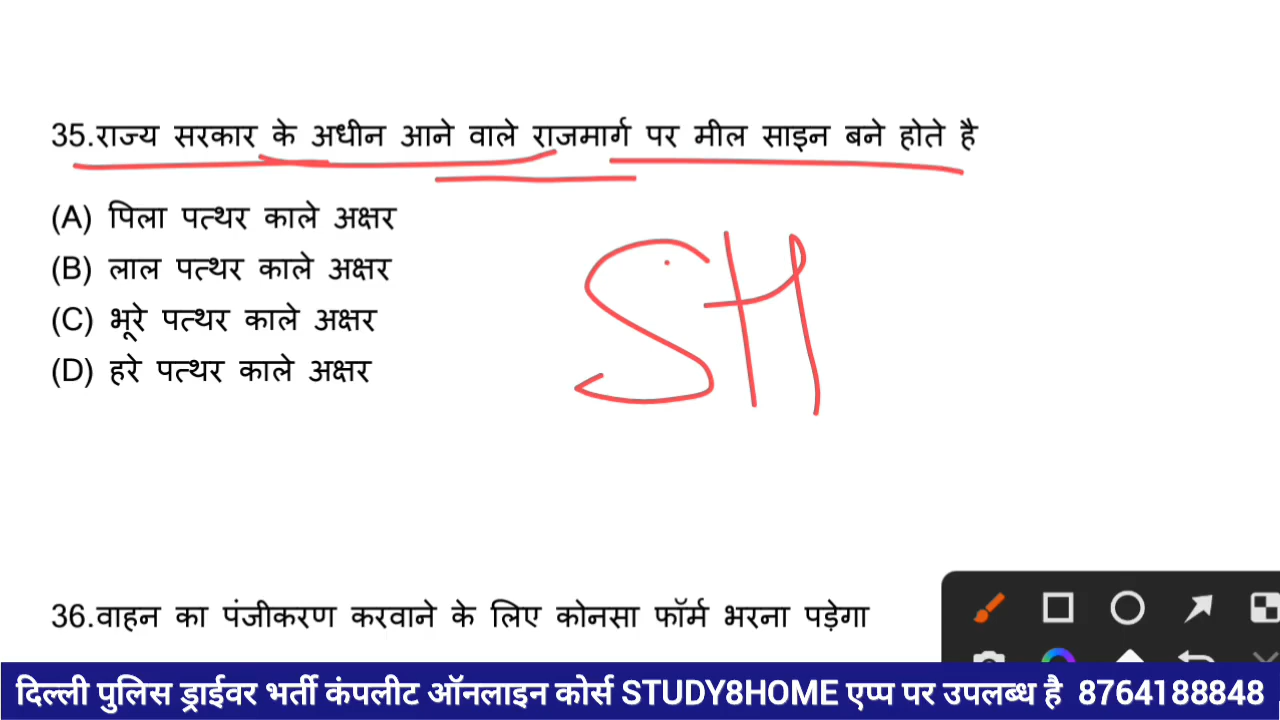 35.राज्य सरकार के अधीन आने वाले राजमार्ग पर मील साइन बने होते है
(A) पिला पत्थर काले अक्षर
(B) लाल पत्थर काले अक्षर
(C) भूरे पत्थर काले अक्षर
(D) हरे पत्थर काले अक्षर
SH
36.वाहन का पंजीकरण करवाने के लिए कोनसा फॉर्म भरना पड़ेगा
दिल्ली पुलिस ड्राईवर भर्ती कंपलीट ऑनलाइन कोर्स STUDY8HOME एप्प पर उपलब्ध है 8764188848